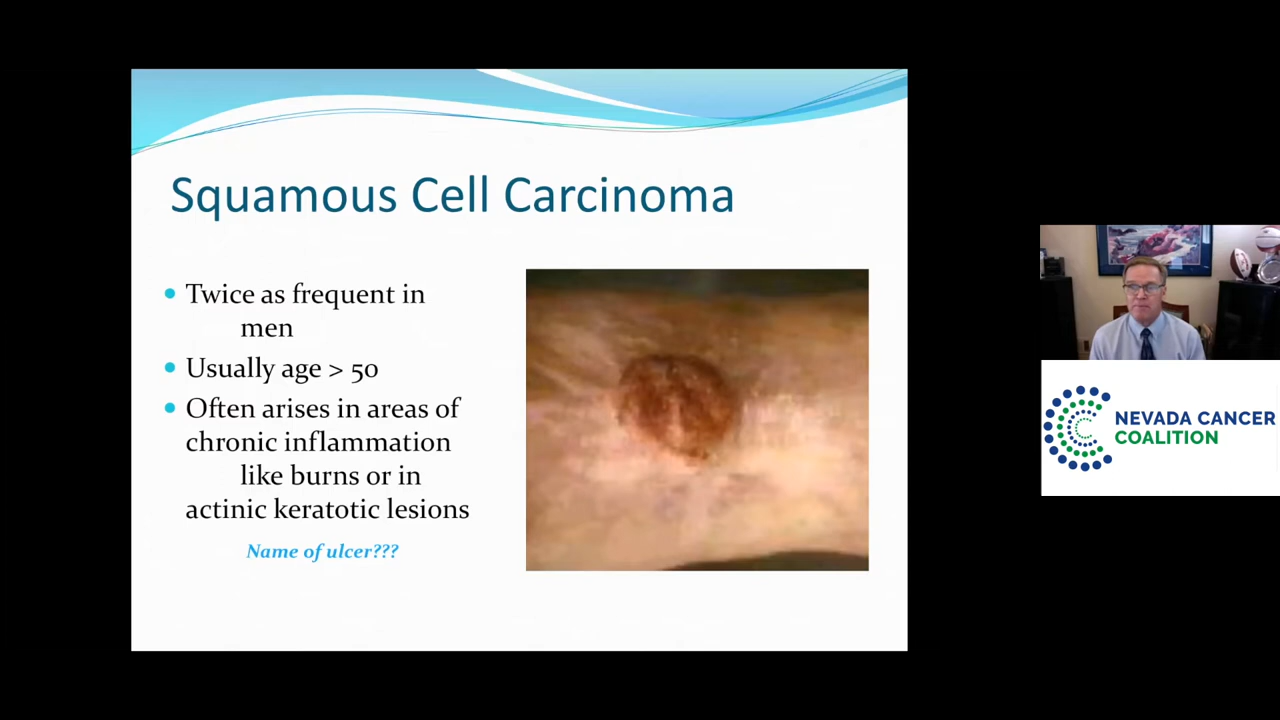 Squamous Cell Carcinoma
Twice as frequent in
men
Usually age > 50
Often arises in areas of
chronic inflammation
like burns or in
actinic keratotic lesions
Name of ulcer???
NEVADA CANCER
COALITION